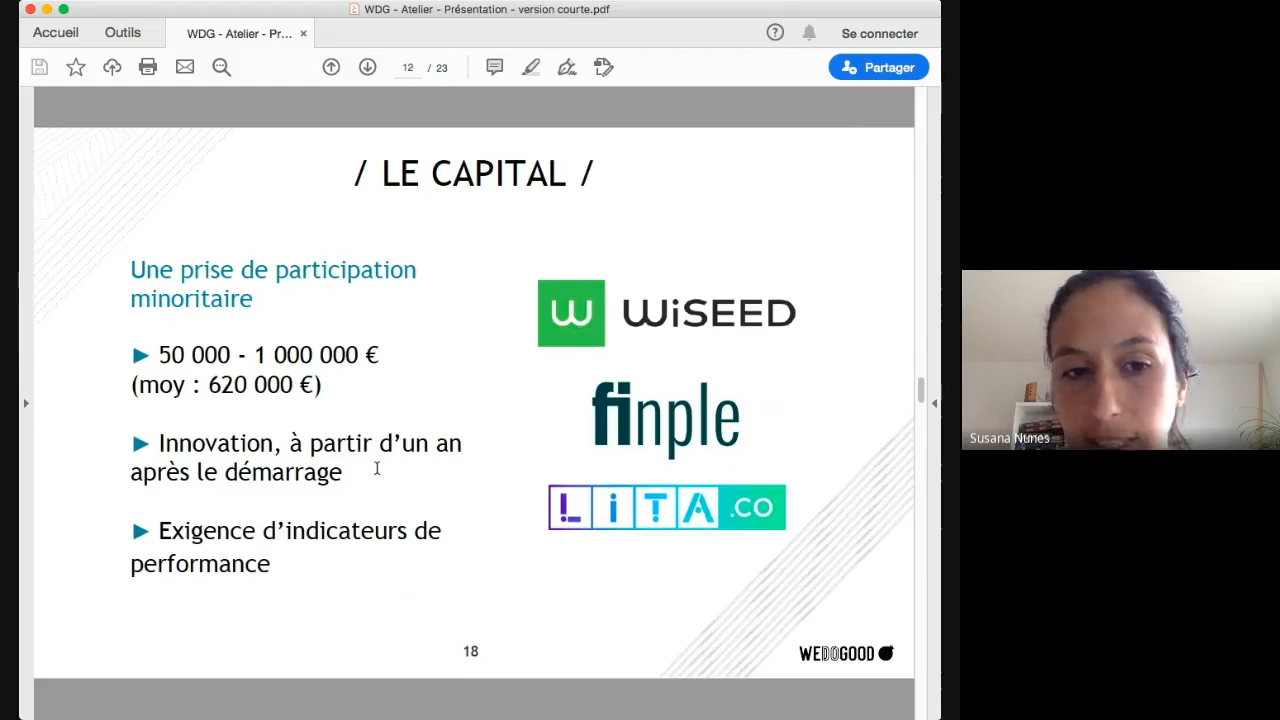 WDG - Atelier - Présentation - version courte.pdf
Accueil
Outils
WDG - Atelier - Pr... ×
Se connecter
12 / 23
Partager
/ LE CAPITAL /
Une prise de participation
minoritaire
► 50 000 - 1 000 000 €
(moy : 620 000 €)
► Innovation, à partir d’un an
après le démarrage
► Exigence d’indicateurs de
performance
W WiSEED
finple
LiTA.CO
18
WEDOGOOD
Susana Nunes